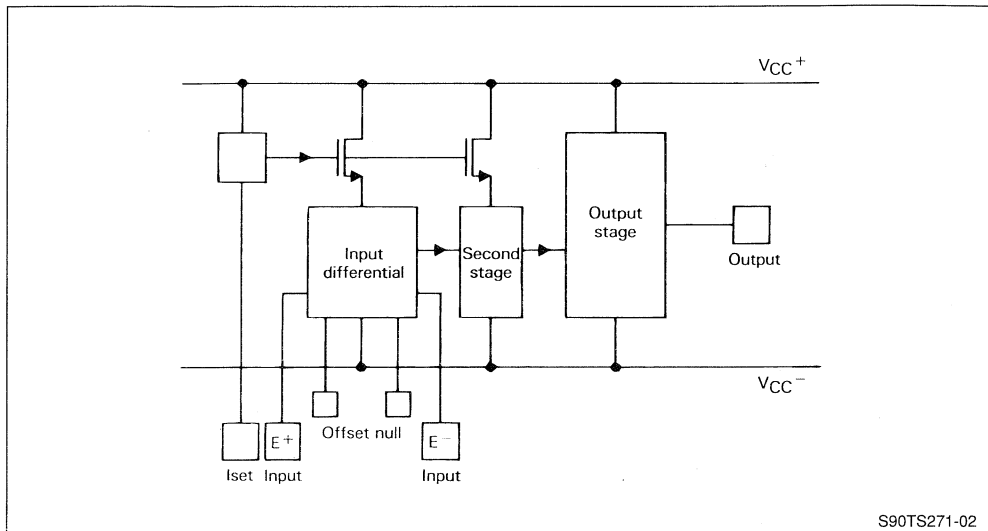 VCC+
Input
differential
Second
stage
Output
stage
Output
VCC−
Offset null
E+
E−
Iset
Input
Input
S90TS271-02